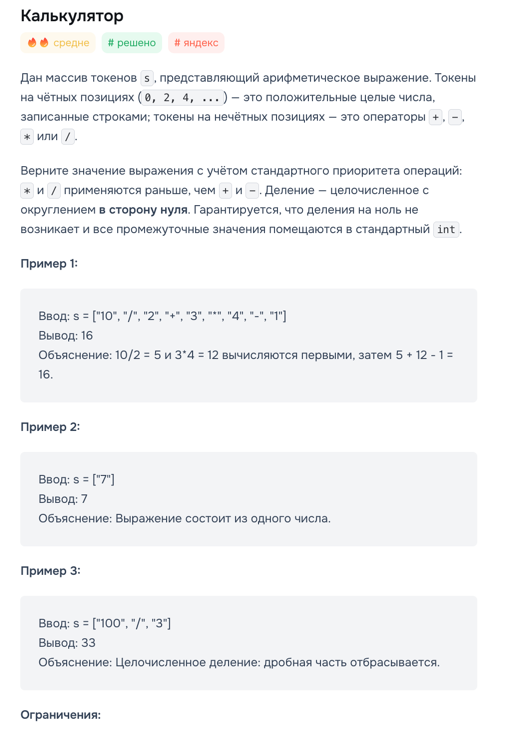 Калькулятор
🔥🔥 средне # решено # яндекс
Дан массив токенов s, представляющий арифметическое выражение. Токены
на чётных позициях (0, 2, 4, ...) — это положительные целые числа,
записанные строками; токены на нечётных позициях — это операторы +, −,
* или /.
Верните значение выражения с учётом стандартного приоритета операций:
* и / применяются раньше, чем + и −. Деление — целочисленное с
округлением в сторону нуля. Гарантируется, что деления на ноль не
возникает и все промежуточные значения помещаются в стандартный int.
Пример 1:
Ввод: s = ["10", "/", "2", "+", "3", "*", "4", "-", "1"]
Вывод: 16
Объяснение: 10/2 = 5 и 3*4 = 12 вычисляются первыми, затем 5 + 12 - 1 =
16.
Пример 2:
Ввод: s = ["7"]
Вывод: 7
Объяснение: Выражение состоит из одного числа.
Пример 3:
Ввод: s = ["100", "/", "3"]
Вывод: 33
Объяснение: Целочисленное деление: дробная часть отбрасывается.
Ограничения: